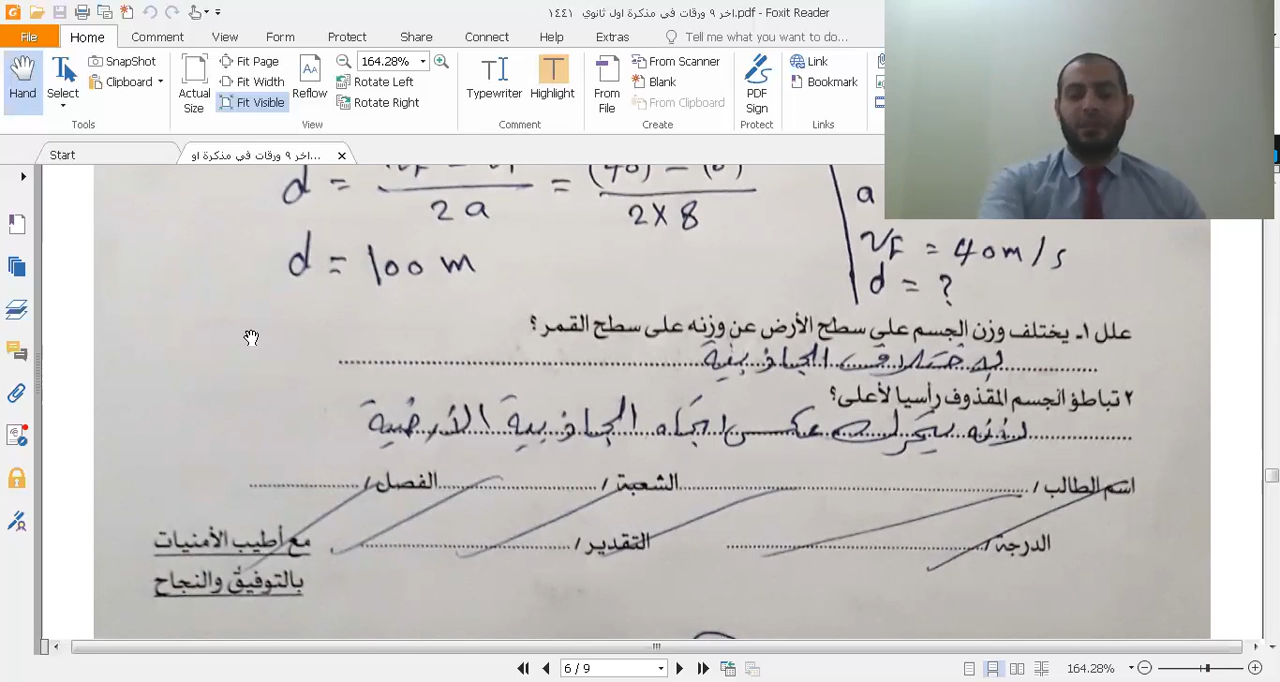 اخر ٩ ورقات في منكرة اول ثانوي ١٤٤١.pdf - Foxit Reader
File Home Comment View Form Protect Share Connect Help Extras Tell me what you want to do...
Hand
Select
SnapShot
Clipboard
Tools
Actual Size
Fit Page
Fit Width
Fit Visible
Reflow
164.28%
Rotate Left
Rotate Right
View
Typewriter
Highlight
Comment
From File
From Scanner
Blank
From Clipboard
Create
PDF Sign
Protect
Link
Bookmark
Links
Start
اخر ٩ ورقات في منكرة او...
d = 2a = 2 X 8
d = 100 m
a
VF = 40 m/s
d = ?
علل ١ـ يختلف وزن الجسم علي سطح الأرض عن وزنه على سطح القمر؟
لاختلاف الجاذبية
٢ تباطؤ الجسم المقذوف رأسيا لأعلى؟
لأنه يتحرك عكس اتجاه الجاذبية الأرضية
اسم الطالب/ الشعبة/ الفصل/
الدرجة/ التقدير/
مع أطيب الأمنيات
بالتوفيق والنجاح
6 / 9
164.28%